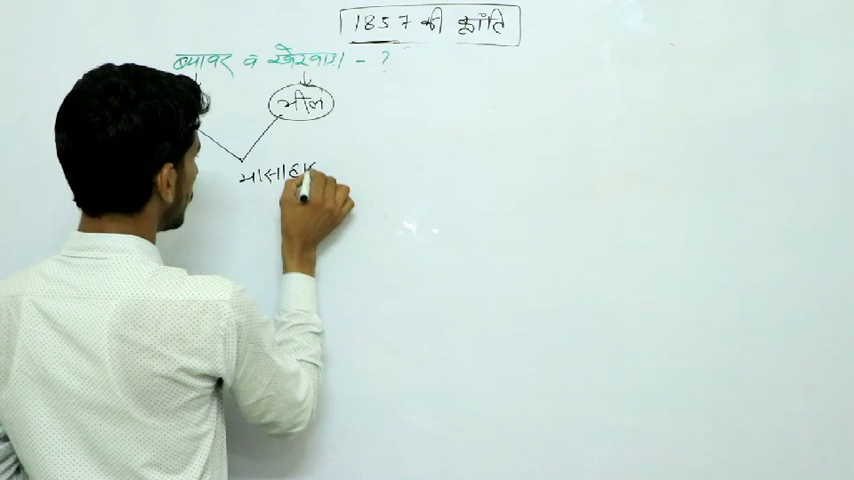 1857 की क्रांति
ब्यावर व खेरवाड़ा - ?
भील
मासाहा